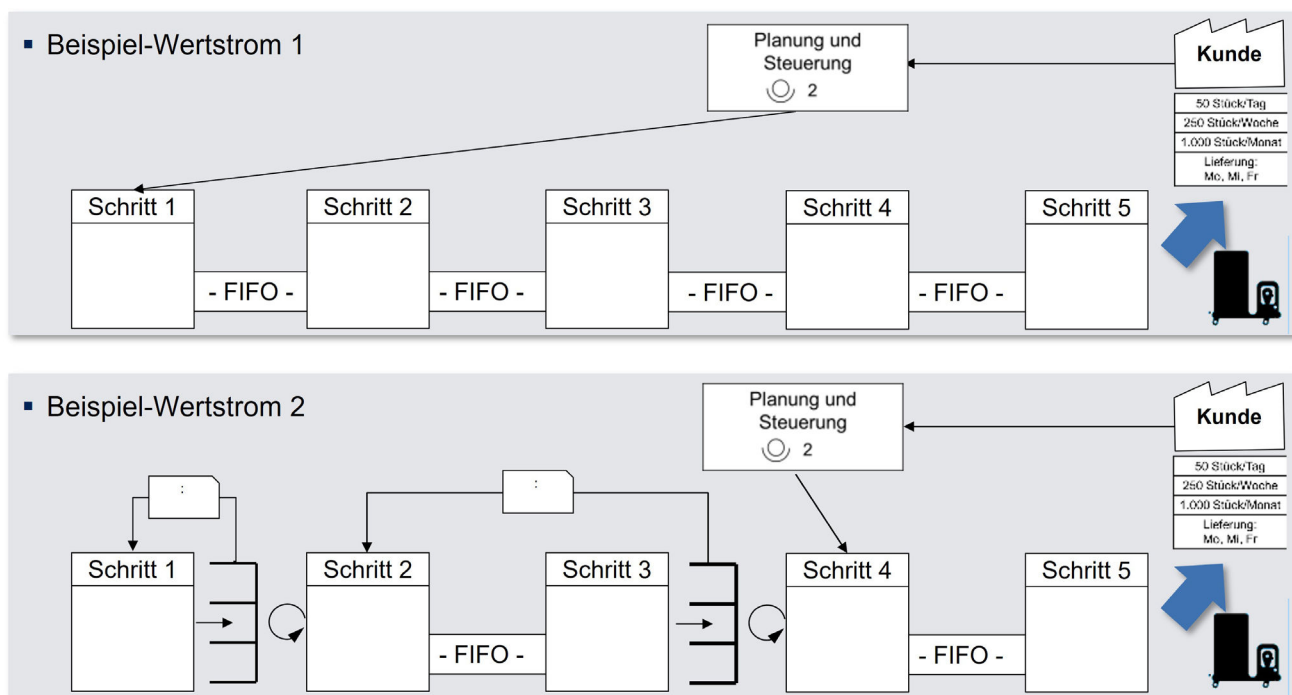 ▪ Beispiel-Wertstrom 1
Planung und
Steuerung
2
Kunde
50 Stück/Tag
250 Stück/Woche
1.000 Stück/Monat
Lieferung:
Mo, Mi, Fr
Schritt 1
Schritt 2
Schritt 3
Schritt 4
Schritt 5
- FIFO -
- FIFO -
- FIFO -
- FIFO -
▪ Beispiel-Wertstrom 2
Planung und
Steuerung
2
Kunde
50 Stück/Tag
250 Stück/Woche
1.000 Stück/Monat
Lieferung:
Mo, Mi, Fr
:
:
Schritt 1
Schritt 2
Schritt 3
Schritt 4
Schritt 5
- FIFO -
- FIFO -